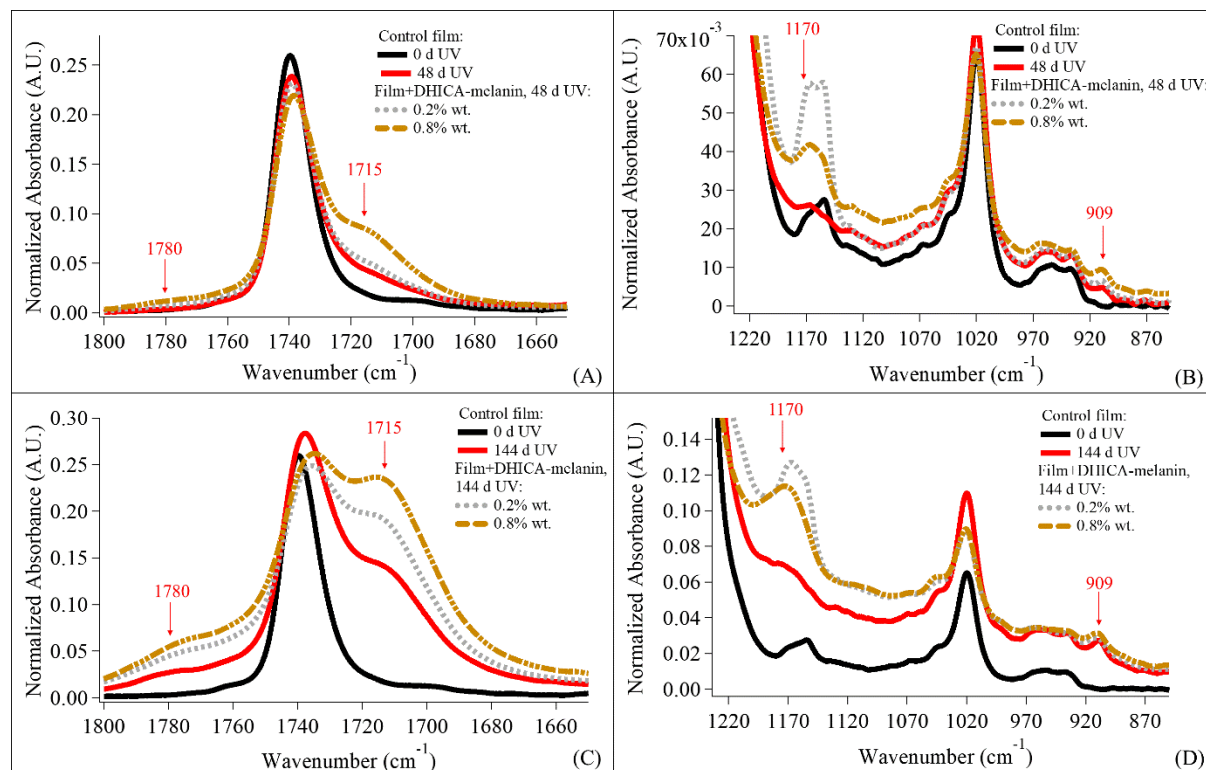 Control film:
0 d UV
48 d UV
Film+DHICA-melanin, 48 d UV:
0.2% wt.
0.8% wt.
1715
1780
0.25
0.20
0.15
0.10
0.05
0.00
Normalized Absorbance (A.U.)
1800 1780 1760 1740 1720 1700 1680 1660
Wavenumber (cm⁻¹)
(A)
70x10⁻³
60
50
40
30
20
10
0
Normalized Absorbance (A.U.)
1170
Control film:
0 d UV
48 d UV
Film+DHICA-melanin, 48 d UV:
0.2% wt.
0.8% wt.
909
1220 1170 1120 1070 1020 970 920 870
Wavenumber (cm⁻¹)
(B)
0.30
0.25
0.20
0.15
0.10
0.05
0.00
Normalized Absorbance (A.U.)
Control film:
0 d UV
144 d UV
Film+DHICA-melanin,
144 d UV:
0.2% wt.
0.8% wt.
1715
1780
1800 1780 1760 1740 1720 1700 1680 1660
Wavenumber (cm⁻¹)
(C)
0.14
0.12
0.10
0.08
0.06
0.04
0.02
0.00
Normalized Absorbance (A.U.)
1170
Control film:
0 d UV
144 d UV
Film+DHICA-melanin,
144 d UV:
0.2% wt.
0.8% wt.
909
1220 1170 1120 1070 1020 970 920 870
Wavenumber (cm⁻¹)
(D)